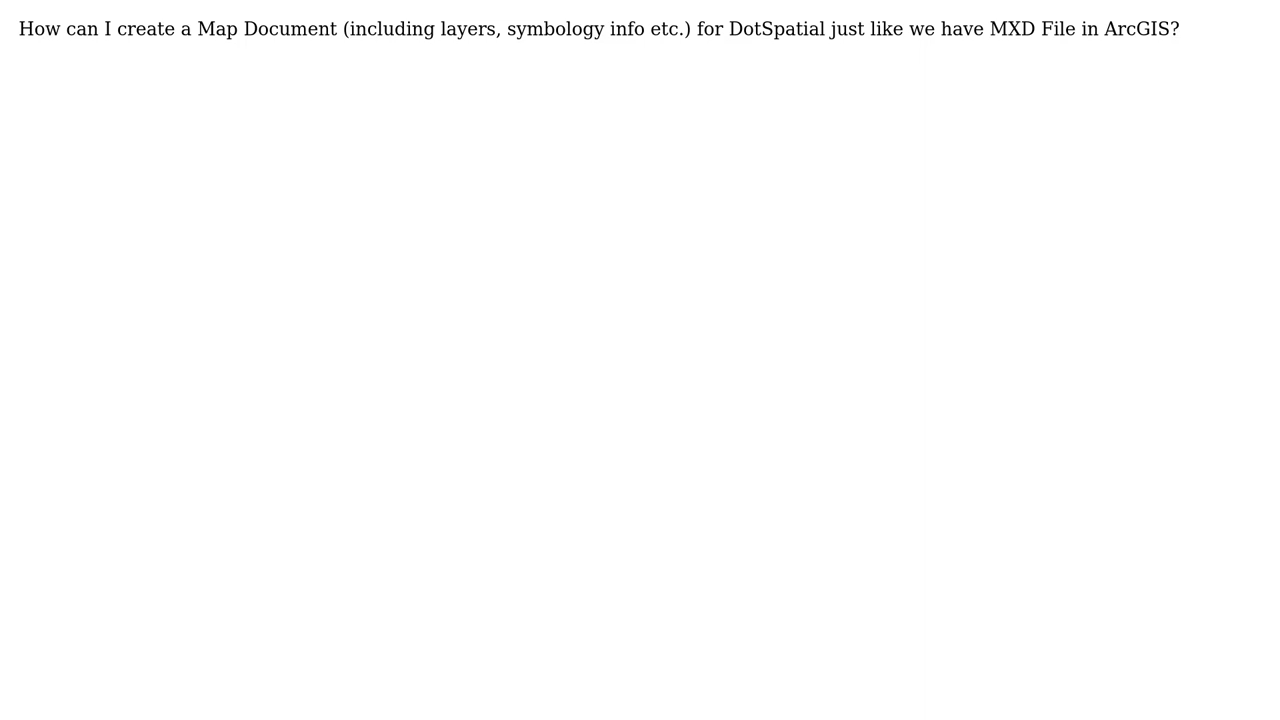 How can I create a Map Document (including layers, symbology info etc.) for DotSpatial just like we have MXD File in ArcGIS?